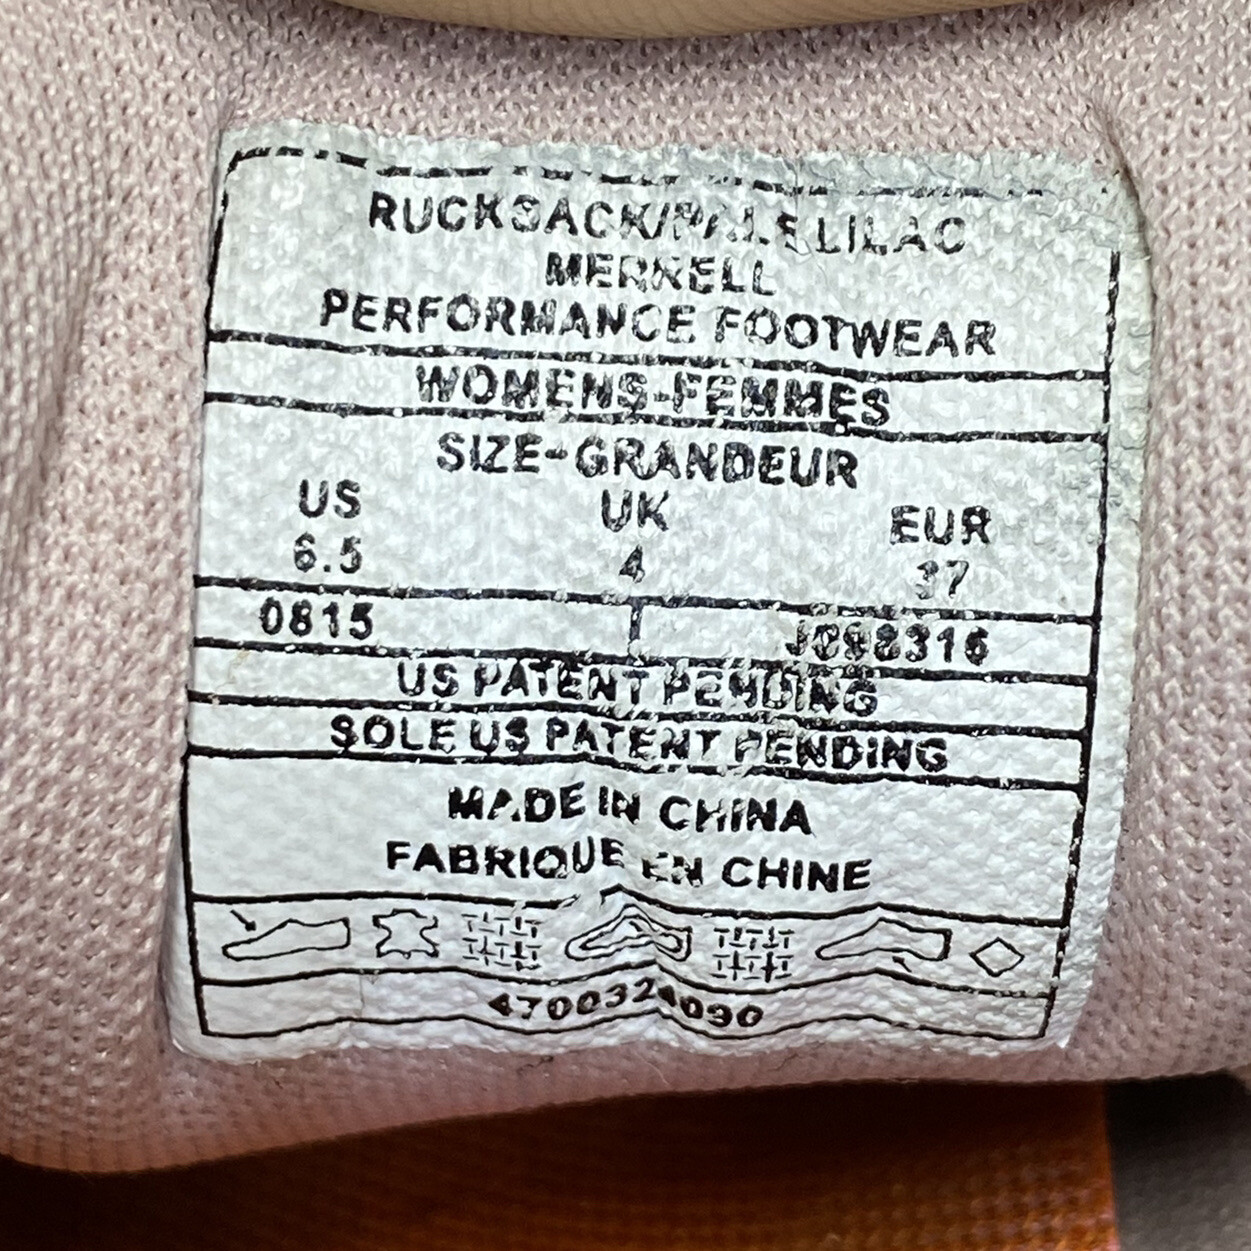 RUCKSACK/PALE LILAC
MERRELL
PERFORMANCE FOOTWEAR
WOMENS-FEMMES
SIZE-GRANDEUR
US UK EUR
6.5 4 37
0815 J898316
US PATENT PENDING
SOLE US PATENT PENDING
MADE IN CHINA
FABRIQUE EN CHINE